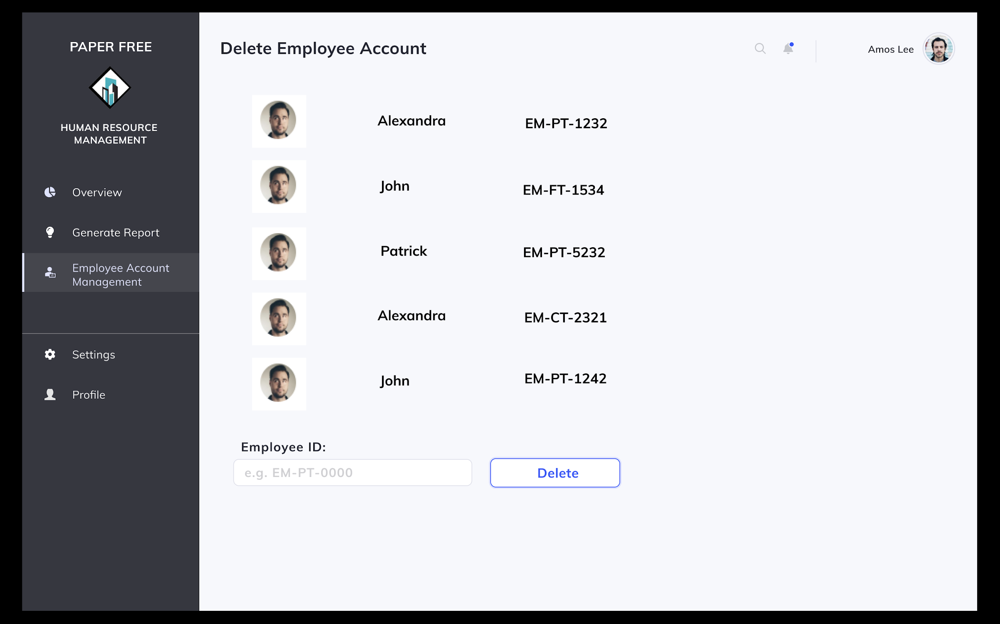 PAPER FREE
HUMAN RESOURCE
MANAGEMENT
Overview
Generate Report
Employee Account
Management
Settings
Profile
Delete Employee Account
Amos Lee
Alexandra
EM-PT-1232
John
EM-FT-1534
Patrick
EM-PT-5232
Alexandra
EM-CT-2321
John
EM-PT-1242
Employee ID:
e.g. EM-PT-0000
Delete